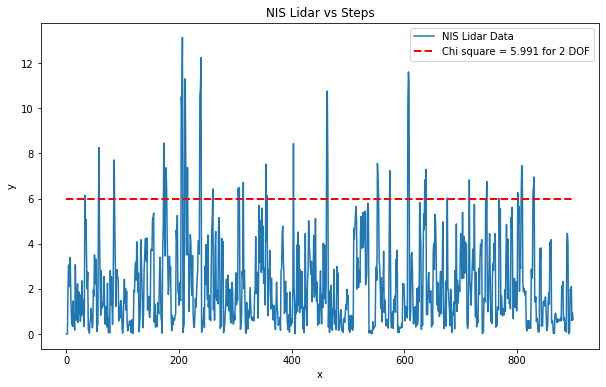 NIS Lidar vs Steps
NIS Lidar Data
Chi square = 5.991 for 2 DOF
y
12
10
8
6
4
2
0
0 200 400 600 800
x